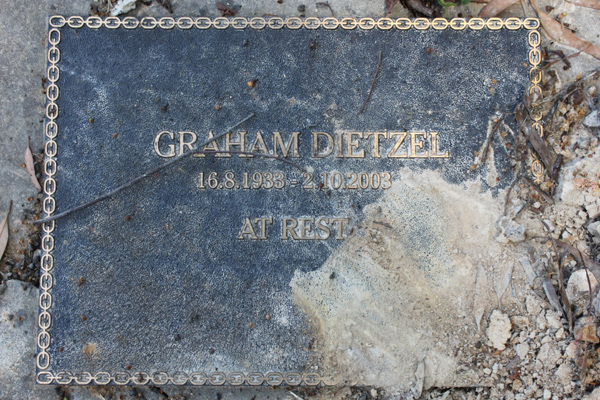 GRAHAM DIETZEL
16.8.1933 - 2.10.2003
AT REST